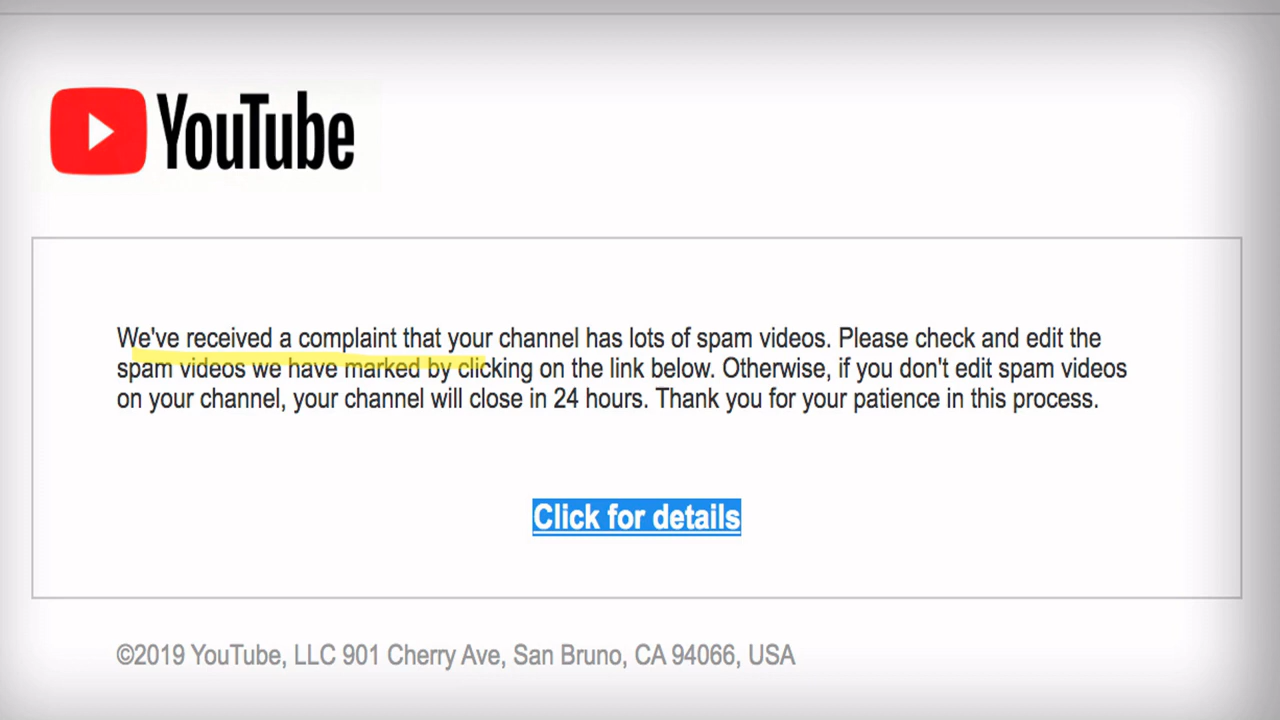 YouTube
We've received a complaint that your channel has lots of spam videos. Please check and edit the
spam videos we have marked by clicking on the link below. Otherwise, if you don't edit spam videos
on your channel, your channel will close in 24 hours. Thank you for your patience in this process.
Click for details
©2019 YouTube, LLC 901 Cherry Ave, San Bruno, CA 94066, USA